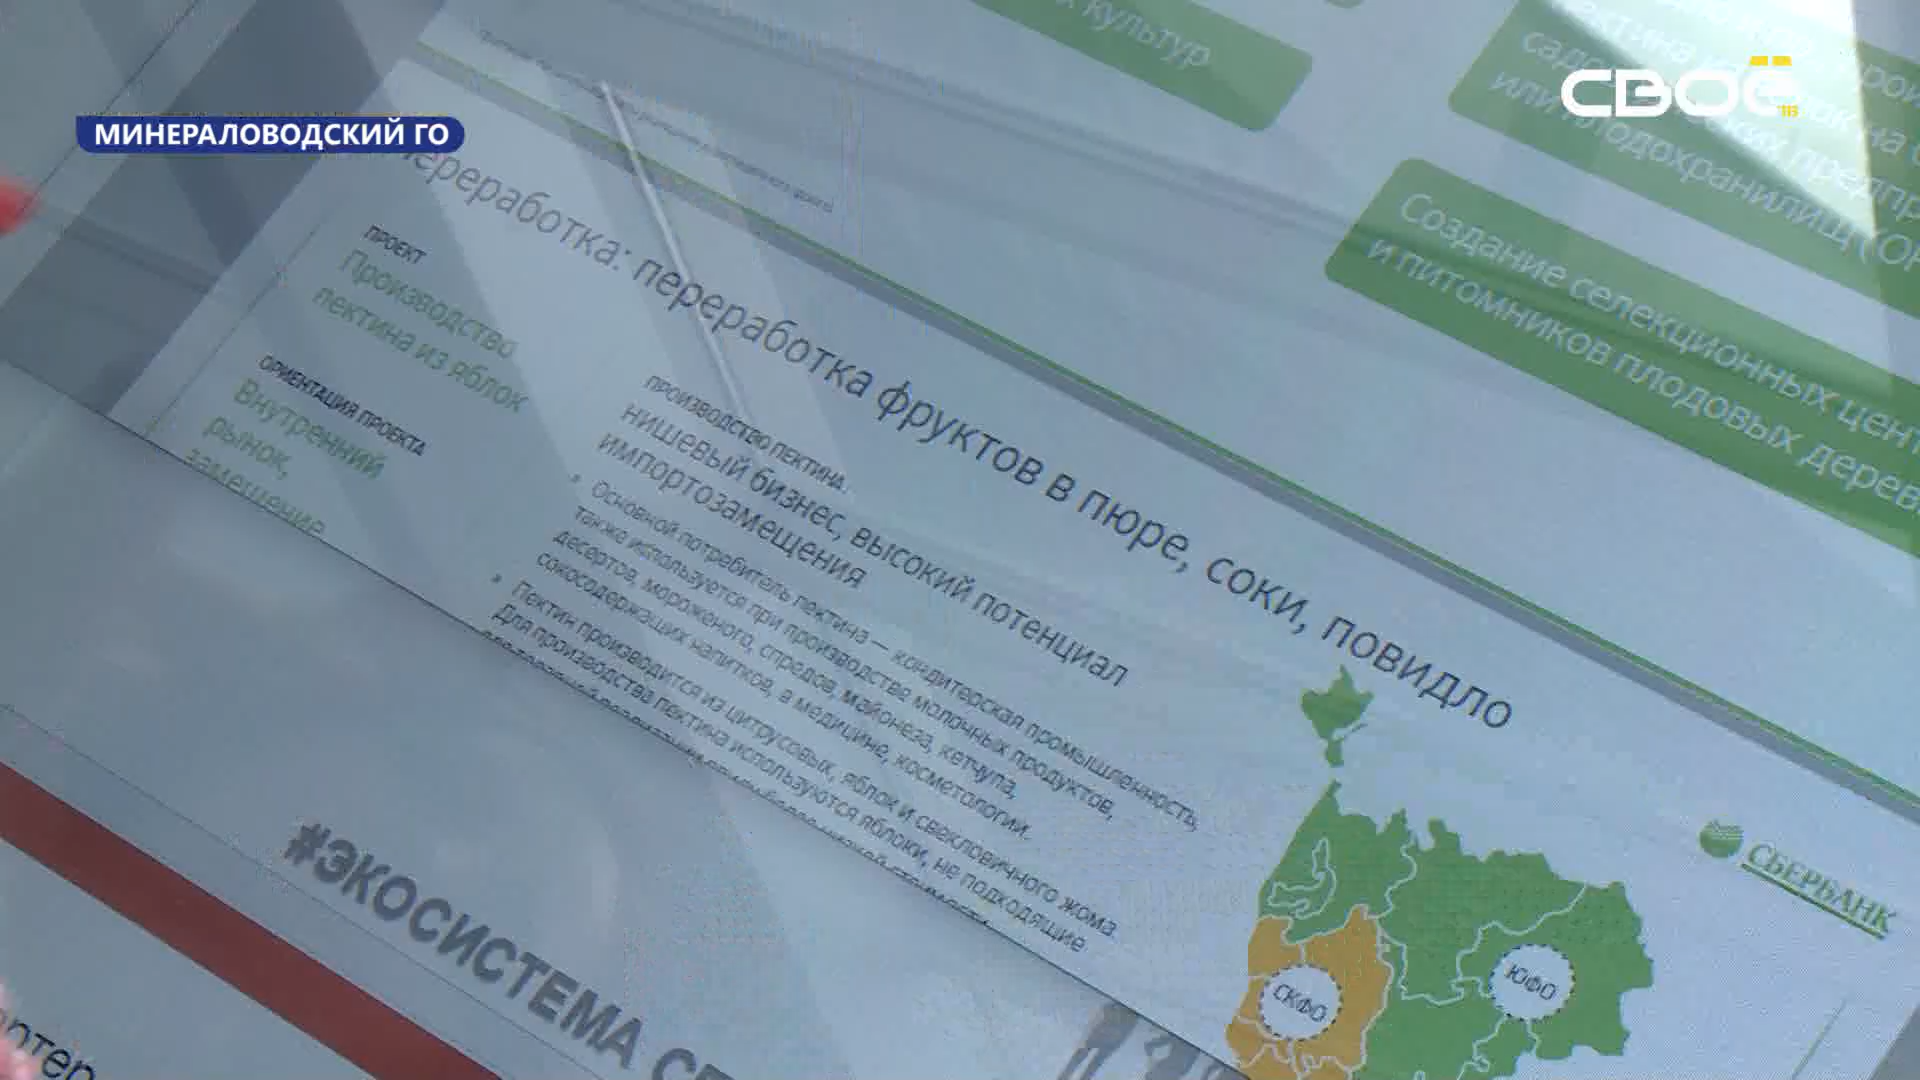 МИНЕРАЛОВОДСКИЙ ГО
СВОЁ
ТВ
культур
Создание селекционных цент
и питомников плодовых дерев
Переработка: переработка фруктов в пюре, соки, повидло
ПРОЕКТ
Производство
пектина из яблок
ОРИЕНТАЦИЯ ПРОЕКТА
Внутренний
рынок,
замещение
ПРОИЗВОДСТВО ПЕКТИНА:
нишевый бизнес, высокий потенциал
импортозамещения
Основной потребитель пектина — кондитерская промышленность,
также используется при производстве молочных продуктов,
десертов, мороженого, спредов, майонеза, кетчупа,
сокосодержащих напитков, в медицине, косметологии.
Пектин производится из цитрусовых, яблок и свекловичного жома.
Для производства пектина используются яблоки, не подходящие
СБЕРБАНК
СКФО
ЮФО
#ЭКОСИСТЕМА